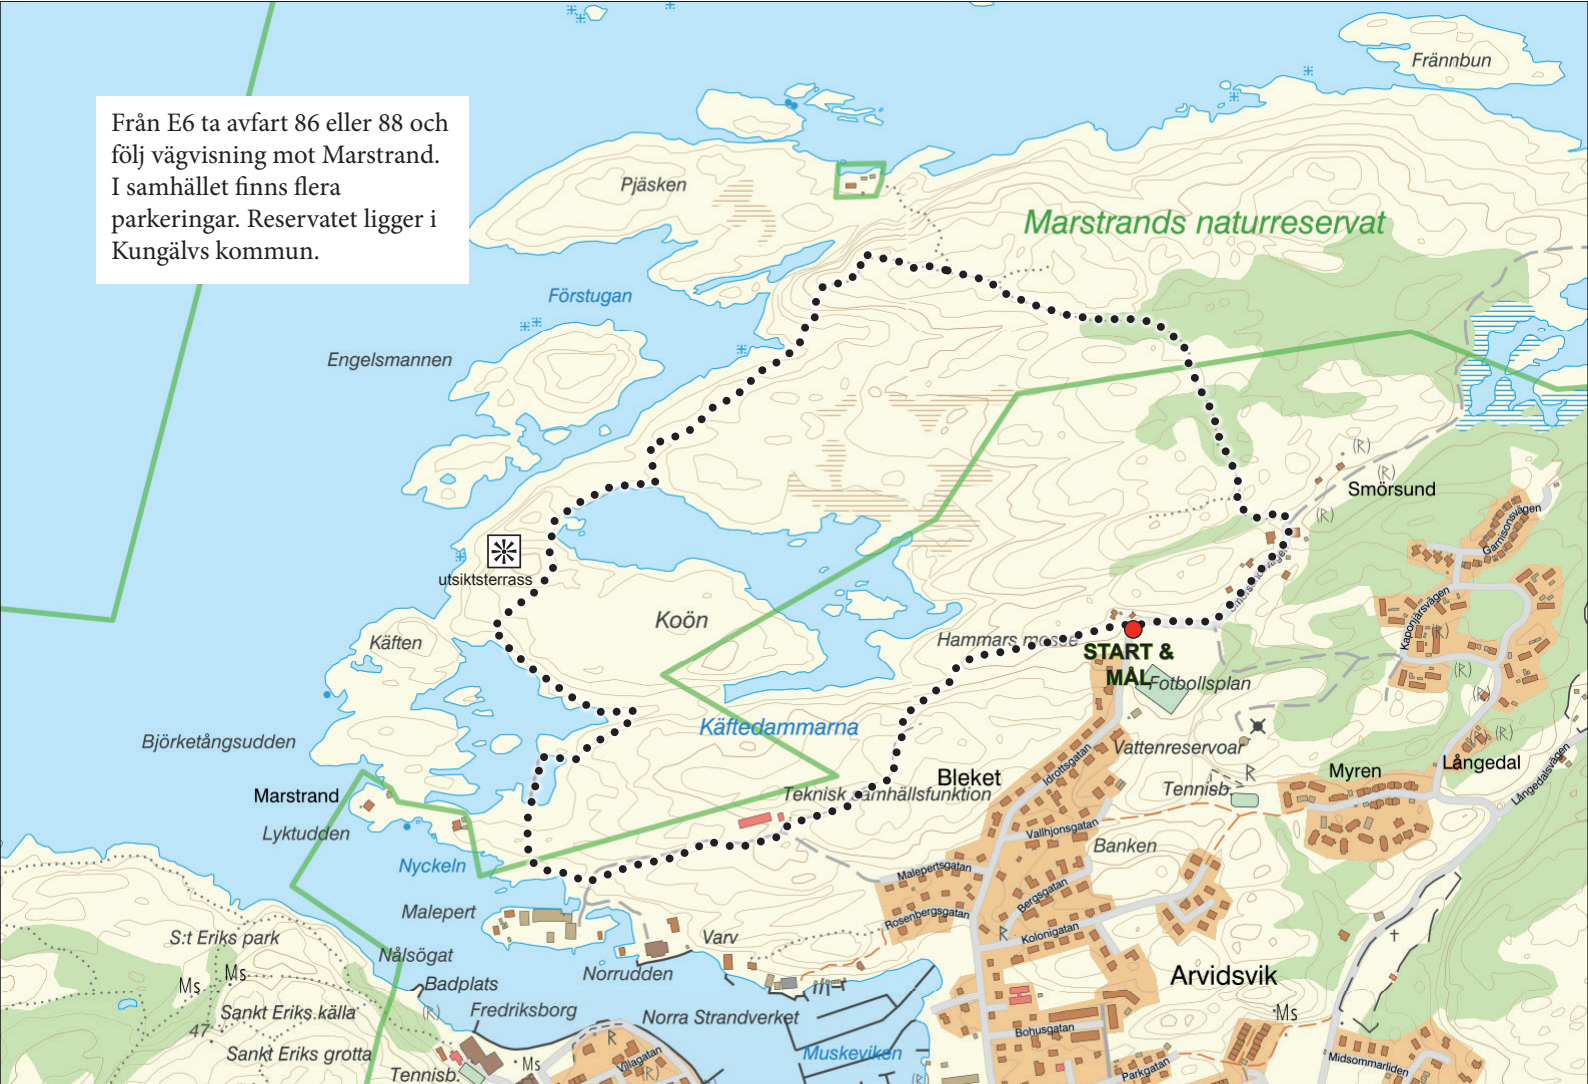 Från E6 ta avfart 86 eller 88 och
följ vägvisning mot Marstrand.
I samhället finns flera
parkeringar. Reservatet ligger i
Kungälvs kommun.
Frännbun
Pjäsken
Marstrands naturreservat
Förstugan
Engelsmannen
(R)
(R)
Smörsund
(R)
Garnisonsvägen
utsiktsterrass
Kaponjärsvägen
Koön
Käften
Hammars mosse
(R)
START &
MÅL
Fotbollsplan
(R)
(R)
Käftedammarna
Björketångsudden
Vattenreservoar
(R)
(R)
Idrottsgatan
Långedal
Långedalsvägen
Myren
R
Bleket
Tennisb.
Marstrand
Teknisk samhällsfunktion
Lyktudden
Vallhjonsgatan
Banken
Nyckeln
Malepertsgatan
Bergsgatan
Malepert
Rosenbergsgatan
S:t Eriks park
R
Kolonigatan
Varv
Nålsögat
Ms
Ms
Badplats
Norrudden
Arvidsvik
Sankt Eriks källa
(R)
Fredriksborg
Norra Strandverket
Ms
47
Bohusgatan
Sankt Eriks grotta
R
Villagatan
Muskeviken
Ms
Midsommarliden
Parkgatan
Tennisb.
(R)
(R)